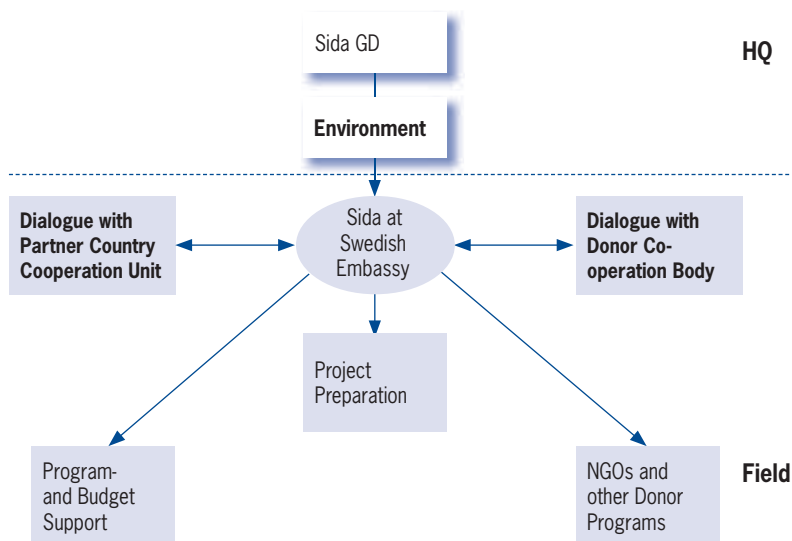 Sida GD
HQ
Environment
Dialogue with
Partner Country
Cooperation Unit
Sida at
Swedish
Embassy
Dialogue with
Donor Co-
operation Body
Project
Preparation
Program-
and Budget
Support
NGOs and
other Donor
Programs
Field